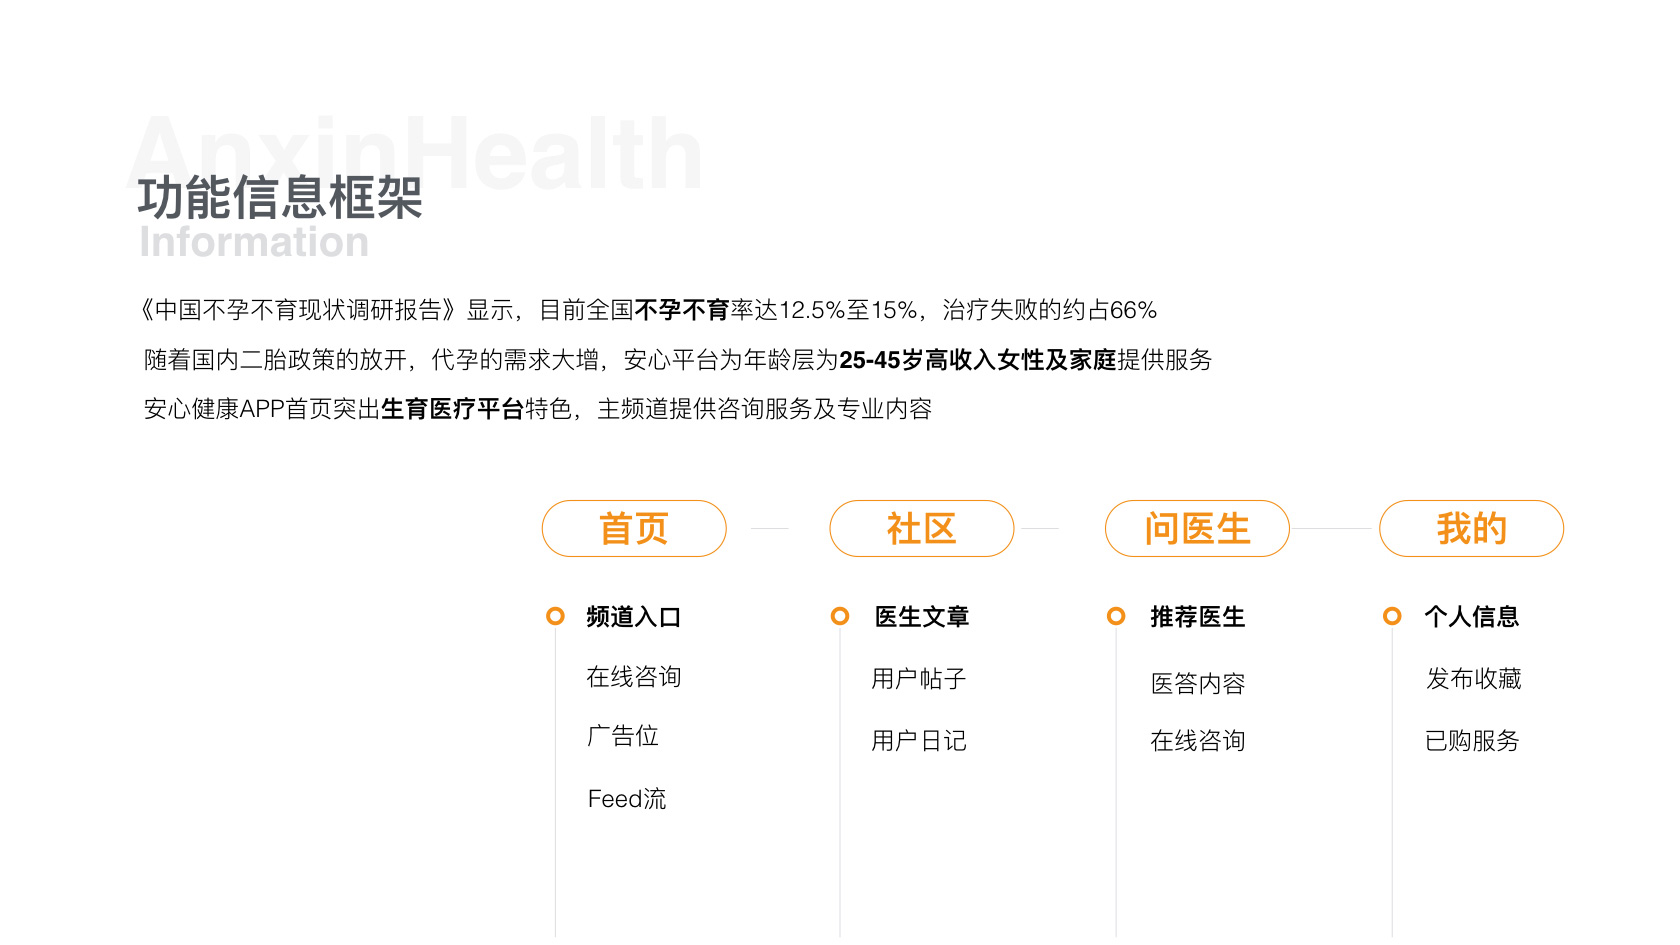 AnxinHealth
功能信息框架
Information
《中国不孕不育现状调研报告》显示，目前全国不孕不育率达12.5%至15%，治疗失败的约占66%
随着国内二胎政策的放开，代孕的需求大增，安心平台为年龄层为25-45岁高收入女性及家庭提供服务
安心健康APP首页突出生育医疗平台特色，主频道提供咨询服务及专业内容
首页
社区
问医生
我的
频道入口
医生文章
推荐医生
个人信息
在线咨询
用户帖子
医答内容
发布收藏
广告位
用户日记
在线咨询
已购服务
Feed流